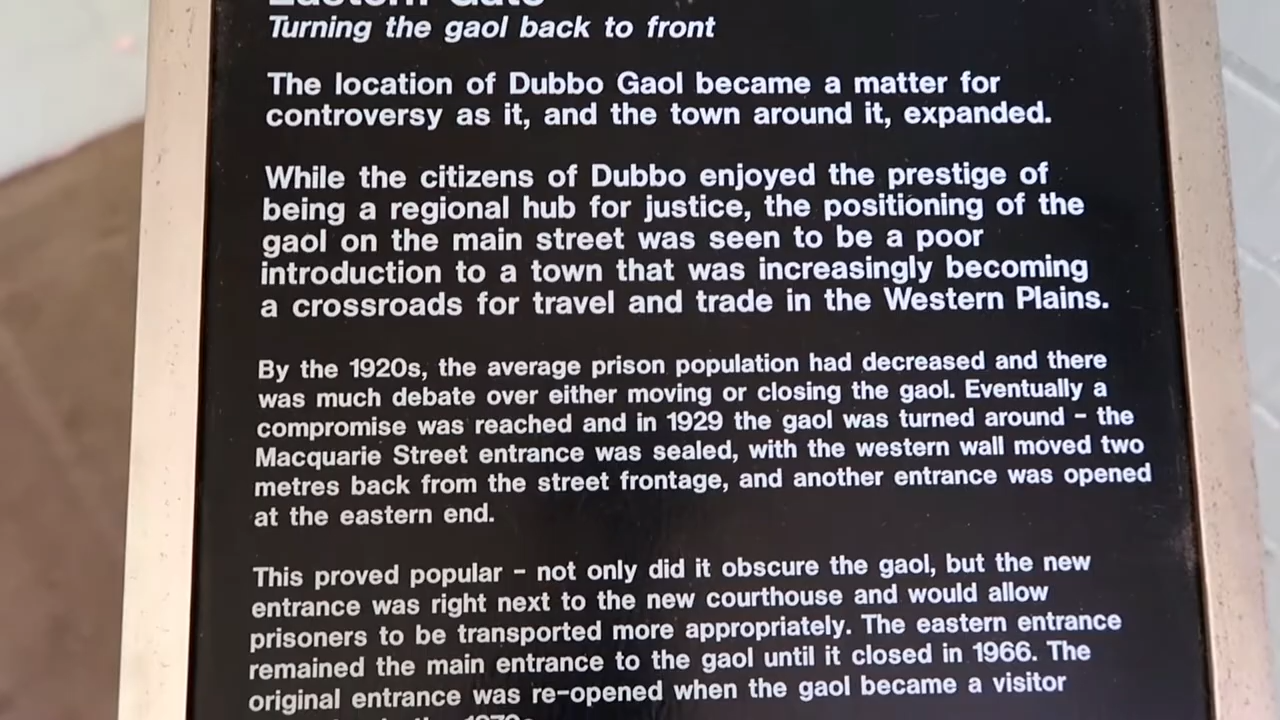 Eastern Gate
Turning the gaol back to front
The location of Dubbo Gaol became a matter for
controversy as it, and the town around it, expanded.
While the citizens of Dubbo enjoyed the prestige of
being a regional hub for justice, the positioning of the
gaol on the main street was seen to be a poor
introduction to a town that was increasingly becoming
a crossroads for travel and trade in the Western Plains.
By the 1920s, the average prison population had decreased and there
was much debate over either moving or closing the gaol. Eventually a
compromise was reached and in 1929 the gaol was turned around – the
Macquarie Street entrance was sealed, with the western wall moved two
metres back from the street frontage, and another entrance was opened
at the eastern end.
This proved popular – not only did it obscure the gaol, but the new
entrance was right next to the new courthouse and would allow
prisoners to be transported more appropriately. The eastern entrance
remained the main entrance to the gaol until it closed in 1966. The
original entrance was re-opened when the gaol became a visitor